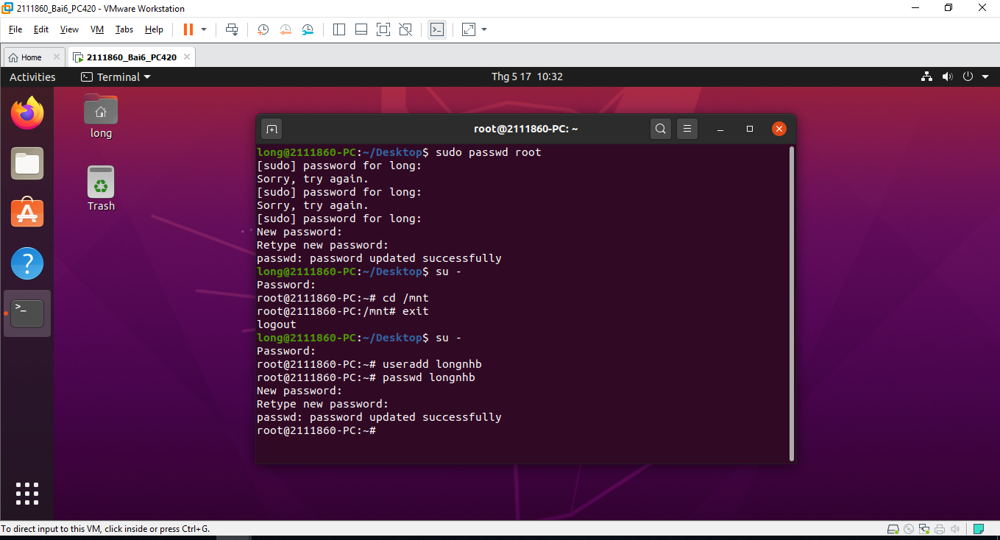 2111860_Bai6_PC420 - VMware Workstation
File Edit View VM Tabs Help
Home 2111860_Bai6_PC420
Activities Terminal Thg 5 17 10:32
long
Trash
root@2111860-PC: ~
long@2111860-PC:~/Desktop$ sudo passwd root
[sudo] password for long:
Sorry, try again.
[sudo] password for long:
Sorry, try again.
[sudo] password for long:
New password:
Retype new password:
passwd: password updated successfully
long@2111860-PC:~/Desktop$ su -
Password:
root@2111860-PC:~# cd /mnt
root@2111860-PC:/mnt# exit
logout
long@2111860-PC:~/Desktop$ su -
Password:
root@2111860-PC:~# useradd longnhb
root@2111860-PC:~# passwd longnhb
New password:
Retype new password:
passwd: password updated successfully
root@2111860-PC:~#
To direct input to this VM, click inside or press Ctrl+G.